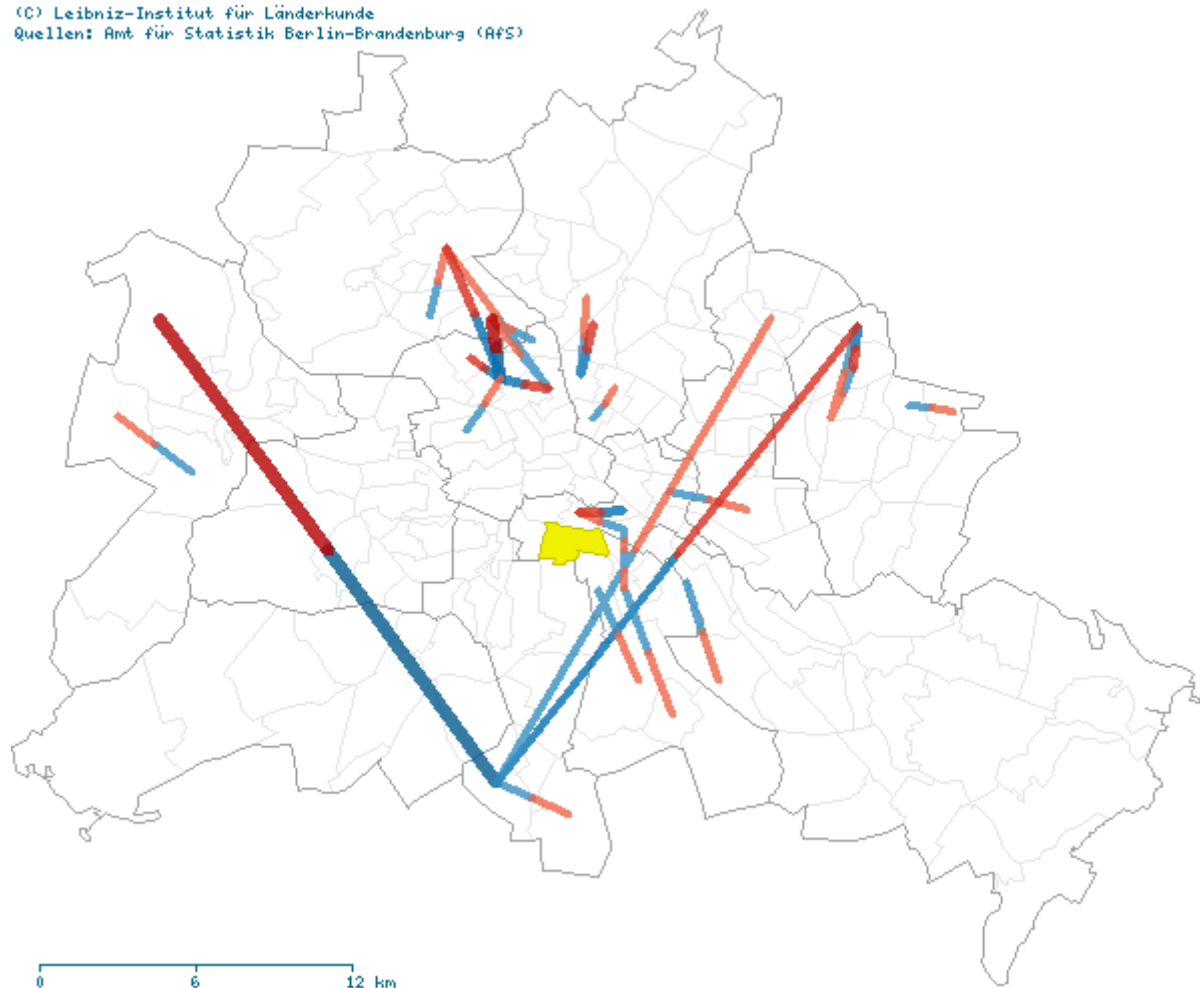 (C) Leibniz-Institut für Länderkunde
Quellen: Amt für Statistik Berlin-Brandenburg (AfS)
0 6 12 km